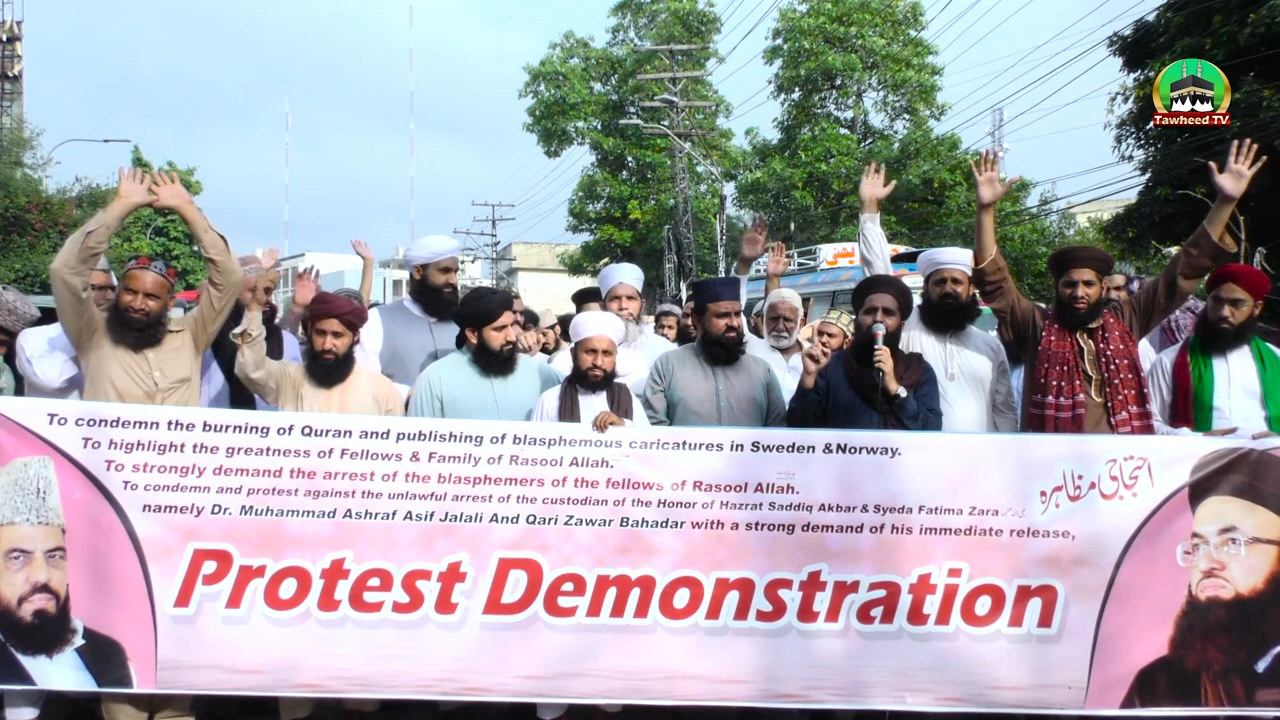 Tawheed TV
To condemn the burning of Quran and publishing of blasphemous caricatures in Sweden &Norway.
To highlight the greatness of Fellows & Family of Rasool Allah.
To strongly demand the arrest of the blasphemers of the fellows of Rasool Allah.
To condemn and protest against the unlawful arrest of the custodian of the Honor of Hazrat Saddiq Akbar & Syeda Fatima Zara
namely Dr. Muhammad Ashraf Asif Jalali And Qari Zawar Bahadar with a strong demand of his immediate release,
احتجاجی مظاہرہ
Protest Demonstration